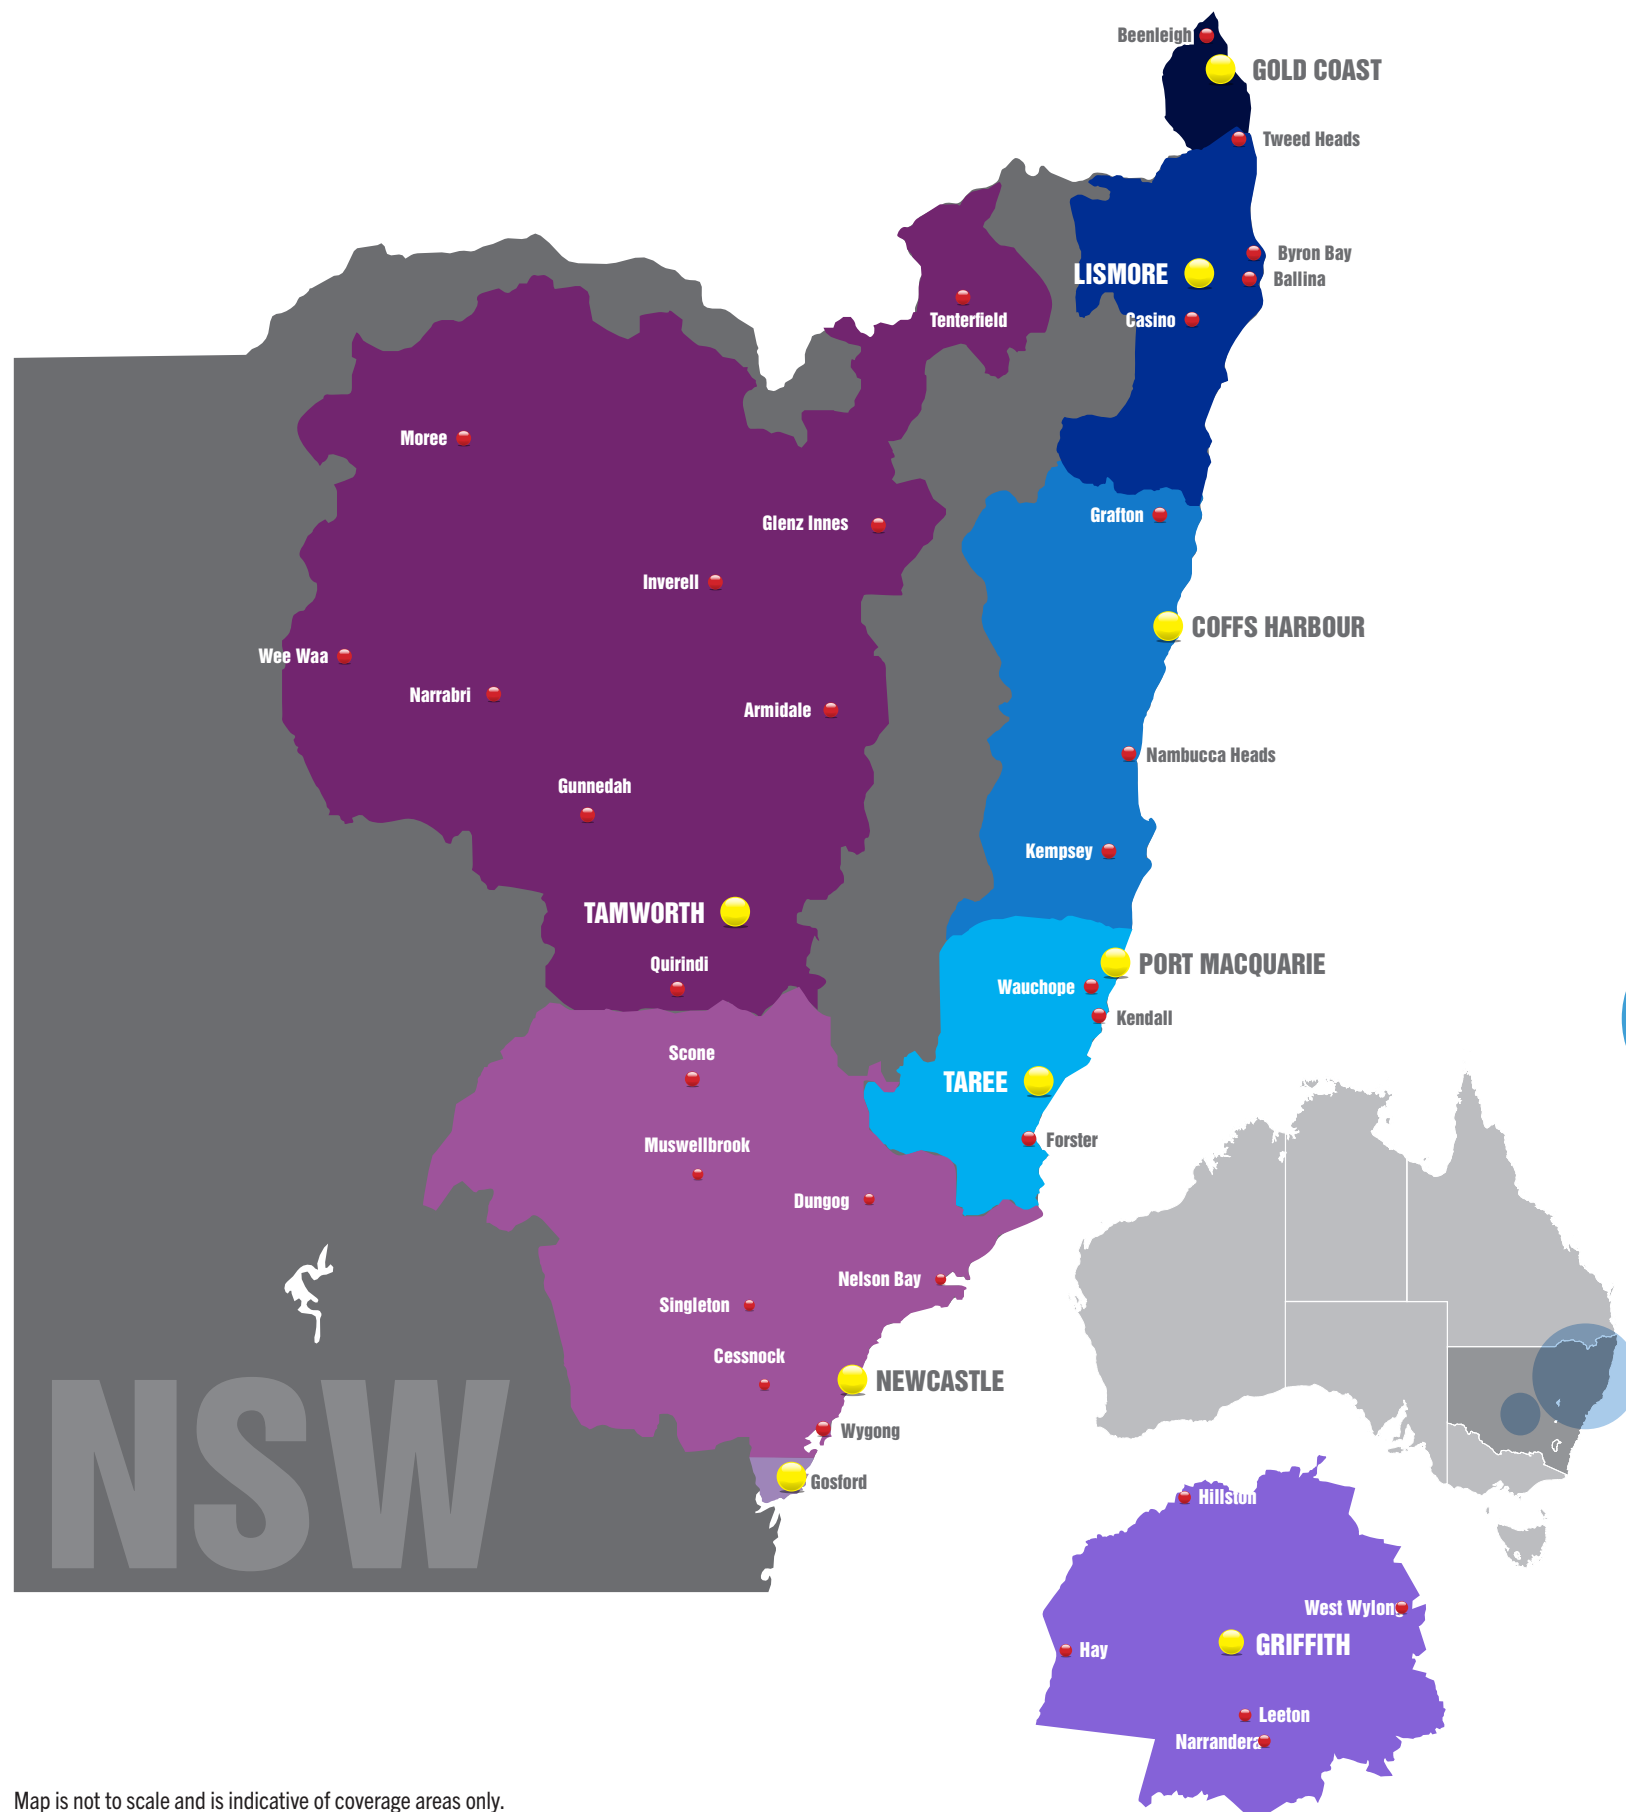 Beenleigh
GOLD COAST
Tweed Heads
Byron Bay
LISMORE
Ballina
Casino
Tenterfield
Moree
Grafton
Glenz Innes
Inverell
COFFS HARBOUR
Wee Waa
Narrabri
Armidale
Nambucca Heads
Gunnedah
Kempsey
TAMWORTH
Quirindi
PORT MACQUARIE
Wauchope
Kendall
Scone
TAREE
Forster
Muswellbrook
Dungog
Nelson Bay
Singleton
Cessnock
NEWCASTLE
Wygong
Gosford
NSW
Hillston
West Wylong
GRIFFITH
Hay
Leeton
Narrandera
Map is not to scale and is indicative of coverage areas only.